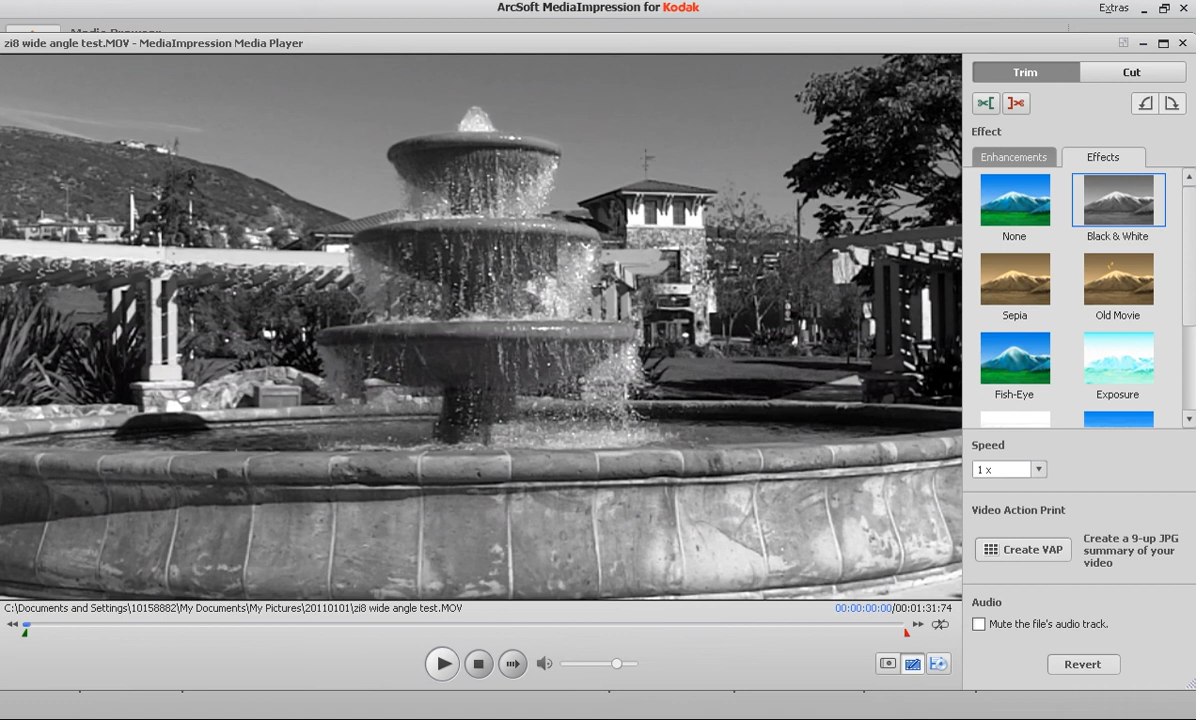 ArcSoft MediaImpression for Kodak
Extras
zi8 wide angle test.MOV - MediaImpression Media Player
Trim
Cut
Effect
Enhancements
Effects
None
Black & White
Sepia
Old Movie
Fish-Eye
Exposure
Speed
1 x
Video Action Print
Create VAP
Create a 9-up JPG
summary of your
video
C:\Documents and Settings\10158882\My Documents\My Pictures\20110101\zi8 wide angle test.MOV
00:00:00:00/00:01:31:74
Audio
Mute the file's audio track.
Revert